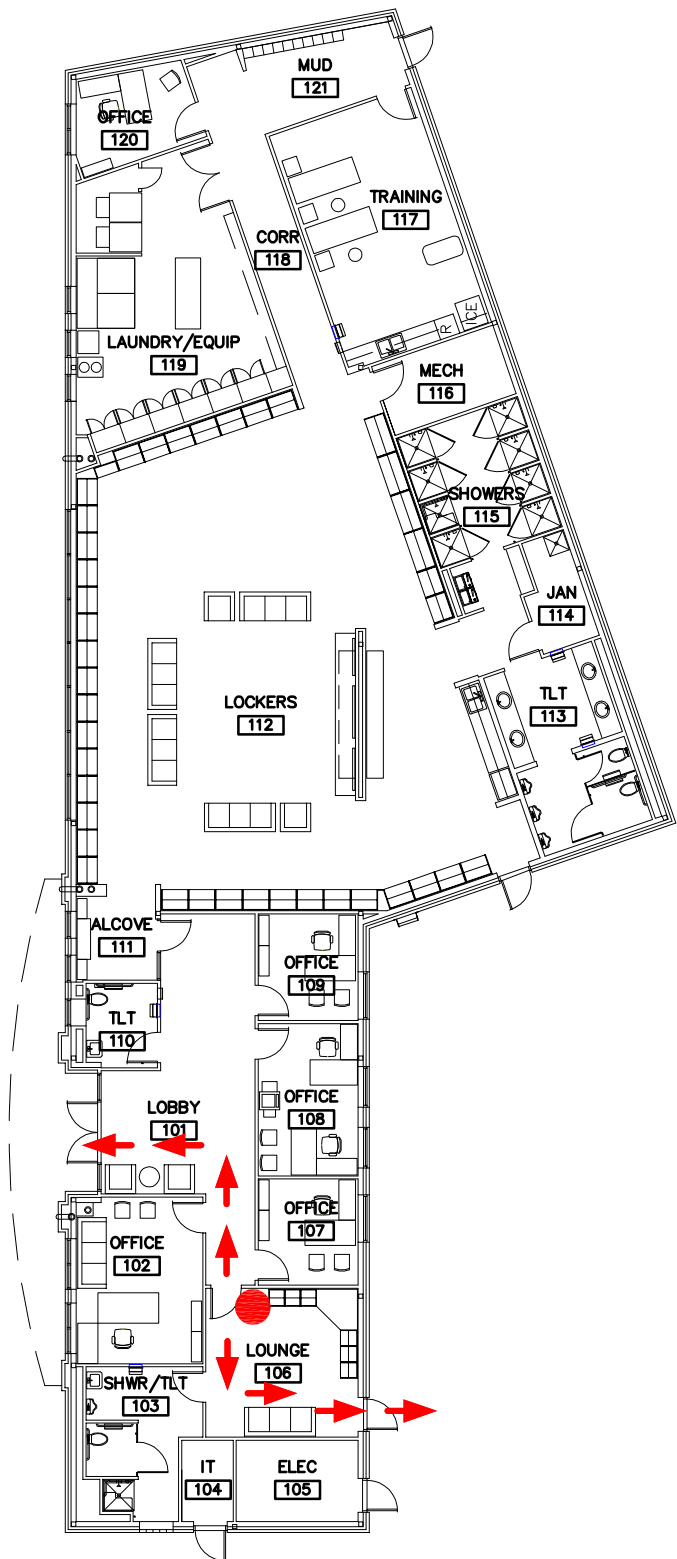 MUD
121
OFFICE
120
TRAINING
117
CORR
118
R
ICE
LAUNDRY/EQUIP
119
MECH
116
SHOWERS
115
JAN
114
LOCKERS
112
TLT
113
ALCOVE
111
OFFICE
109
TLT
110
LOBBY
101
OFFICE
108
OFFICE
107
OFFICE
102
LOUNGE
106
SHWR/TLT
103
IT
104
ELEC
105